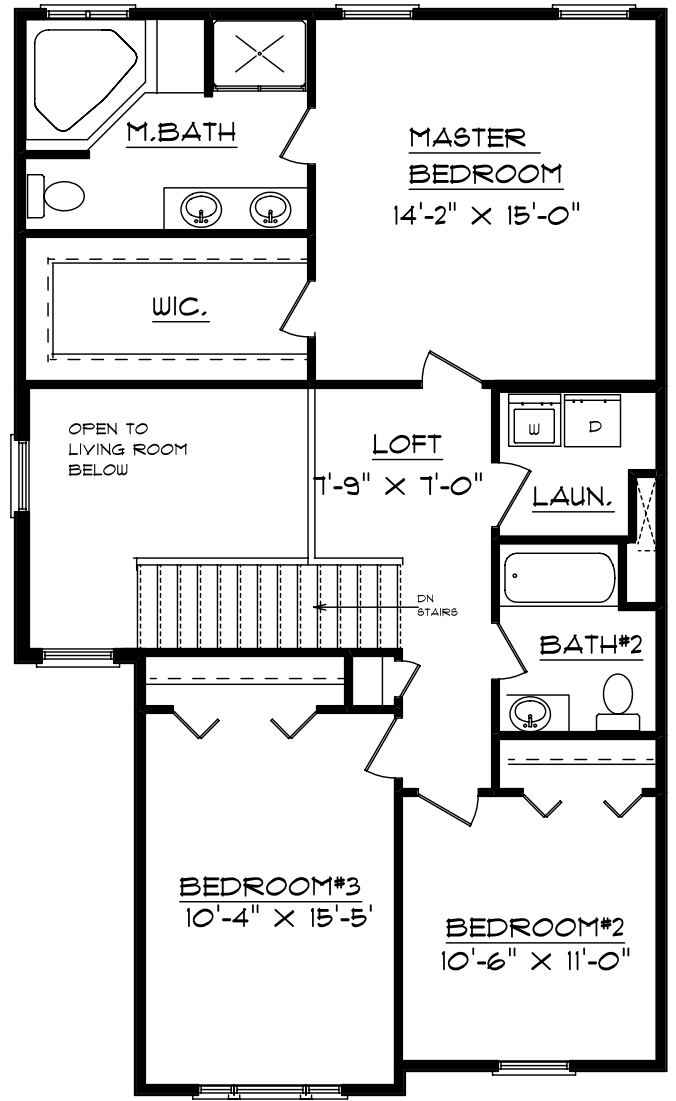 M.BATH
MASTER
BEDROOM
14'-2" X 15'-0"
WIC.
OPEN TO
LIVING ROOM
BELOW
LOFT
7'-9" X 7'-0"
W
D
LAUN.
DN
STAIRS
BATH#2
BEDROOM#3
10'-4" X 15'-5'
BEDROOM#2
10'-6" X 11'-0"